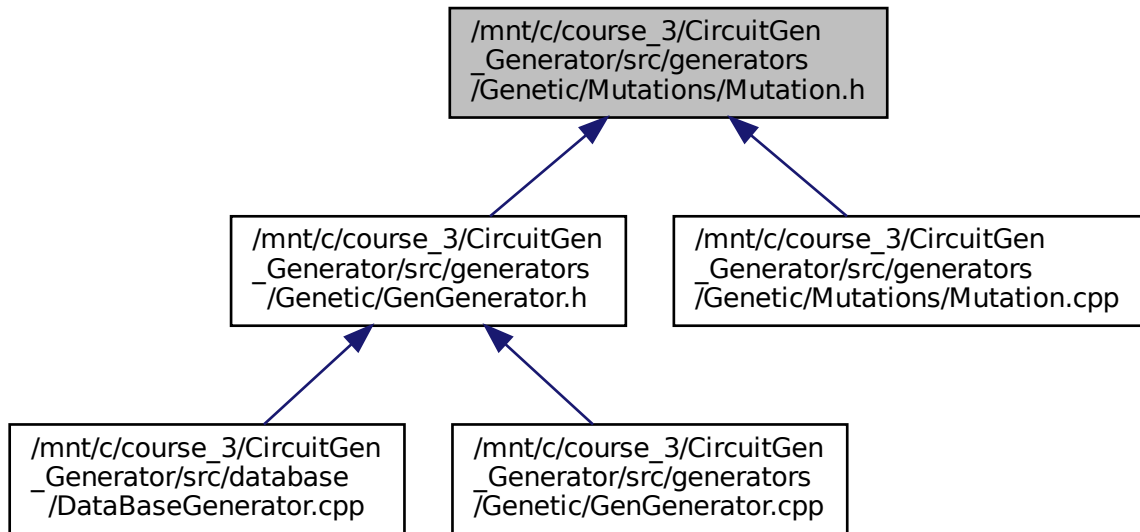 /mnt/c/course_3/CircuitGen
_Generator/src/generators
/Genetic/Mutations/Mutation.h
/mnt/c/course_3/CircuitGen
_Generator/src/generators
/Genetic/GenGenerator.h
/mnt/c/course_3/CircuitGen
_Generator/src/generators
/Genetic/Mutations/Mutation.cpp
/mnt/c/course_3/CircuitGen
_Generator/src/database
/DataBaseGenerator.cpp
/mnt/c/course_3/CircuitGen
_Generator/src/generators
/Genetic/GenGenerator.cpp